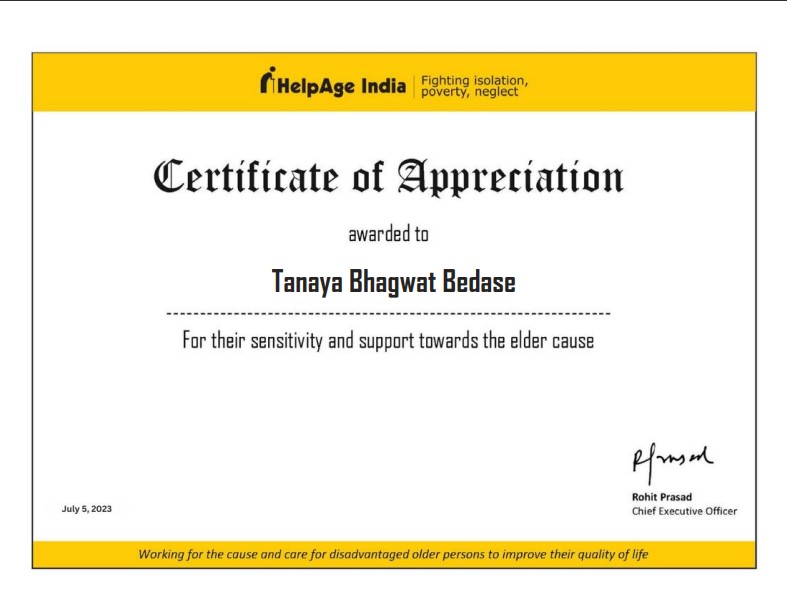 HelpAge India
Fighting isolation,
poverty, neglect
Certificate of Appreciation
awarded to
Tanaya Bhagwat Bedase
For their sensitivity and support towards the elder cause
Rohit Prasad
Chief Executive Officer
July 5, 2023
Working for the cause and care for disadvantaged older persons to improve their quality of life